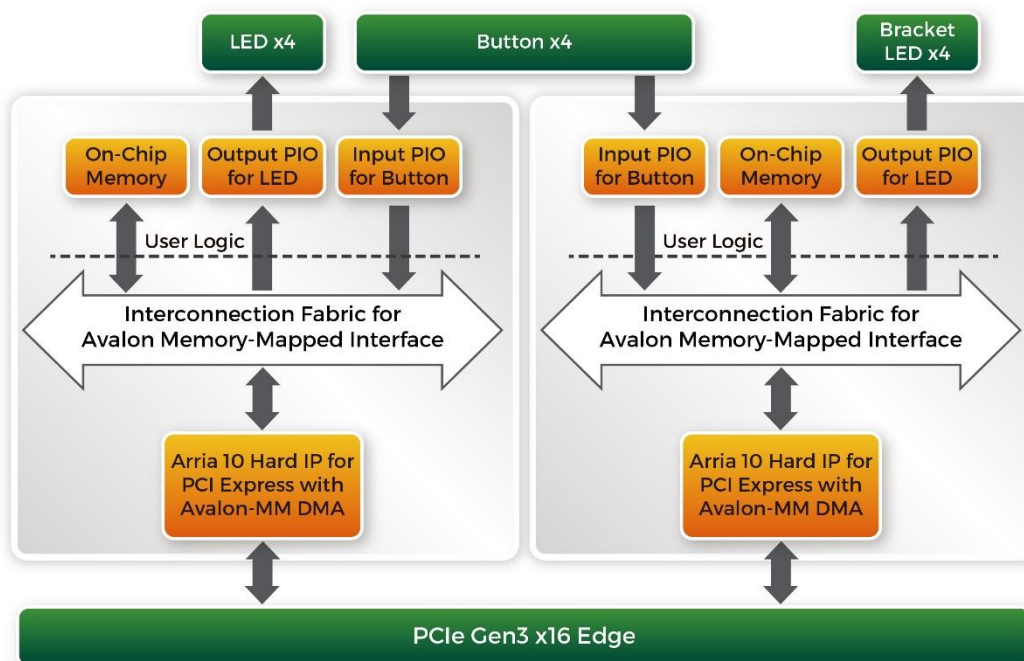 LED x4
Button x4
Bracket
LED x4
On-Chip
Memory
Output PIO
for LED
Input PIO
for Button
Input PIO
for Button
On-Chip
Memory
Output PIO
for LED
User Logic
User Logic
Interconnection Fabric for
Avalon Memory-Mapped Interface
Interconnection Fabric for
Avalon Memory-Mapped Interface
Arria 10 Hard IP for
PCI Express with
Avalon-MM DMA
Arria 10 Hard IP for
PCI Express with
Avalon-MM DMA
PCIe Gen3 x16 Edge